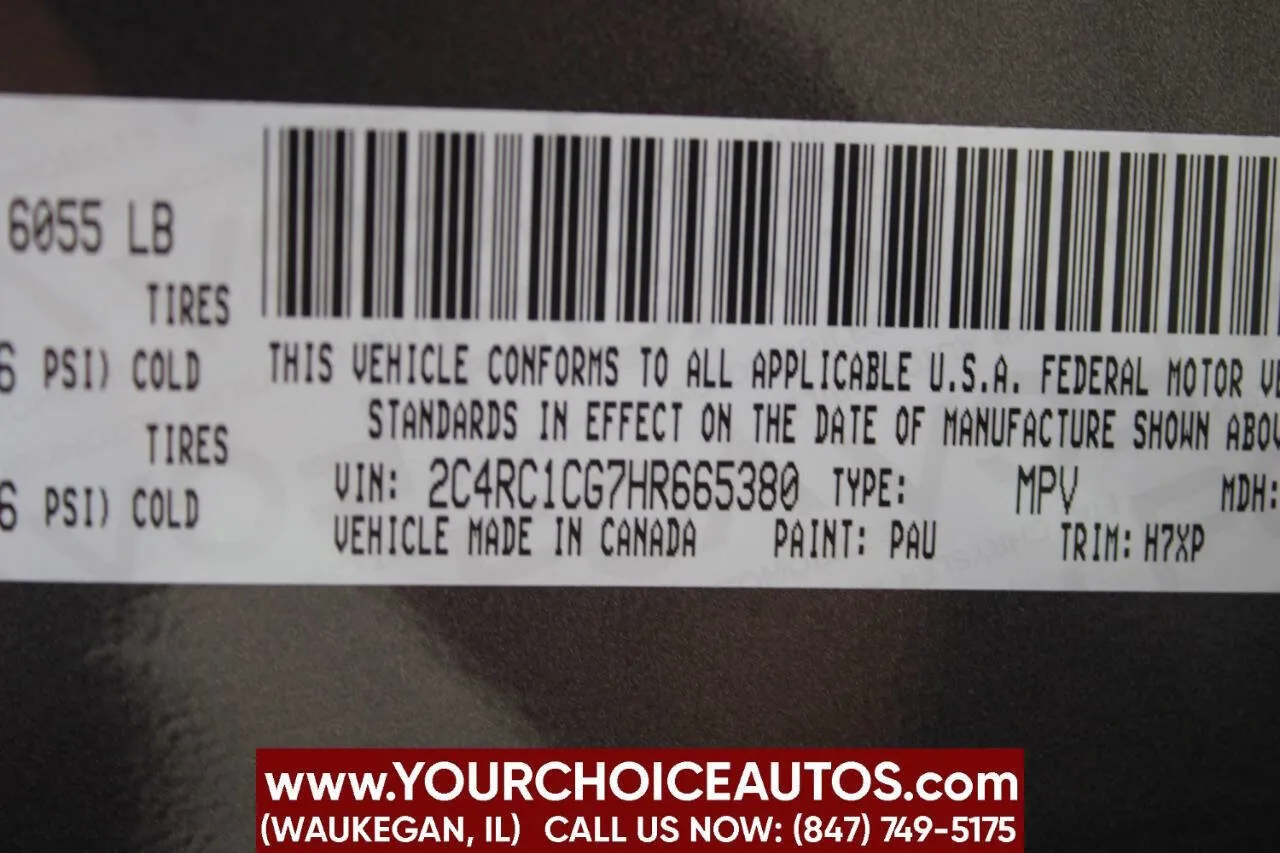 6055 LB
TIRES
6 PSI) COLD
TIRES
6 PSI) COLD
THIS VEHICLE CONFORMS TO ALL APPLICABLE U.S.A. FEDERAL MOTOR
STANDARDS IN EFFECT ON THE DATE OF MANUFACTURE SHOWN
VIN: 2C4RC1CG7HR665380 TYPE: MPV MDH:
VEHICLE MADE IN CANADA PAINT: PAU TRIM: H7XP
www.YOURCHOICEAUTOS.com
(WAUKEGAN, IL) CALL US NOW: (847) 749-5175